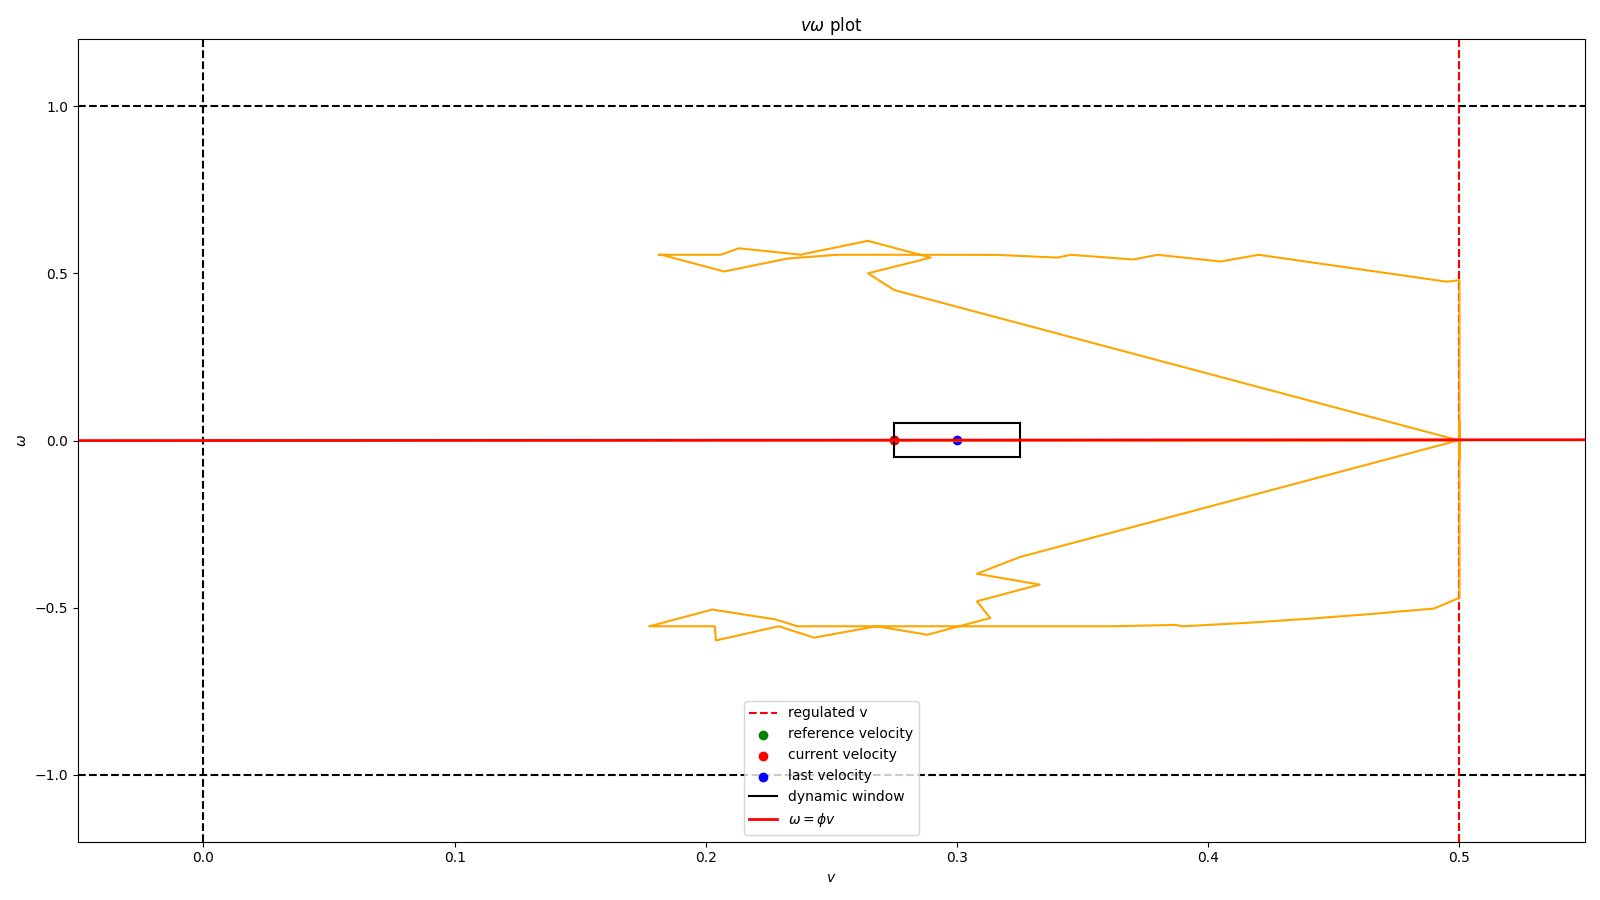 vω plot
1.0
0.5
0.0
−0.5
−1.0
ω
regulated v
reference velocity
current velocity
last velocity
dynamic window
ω = ϕv
0.0 0.1 0.2 0.3 0.4 0.5
v